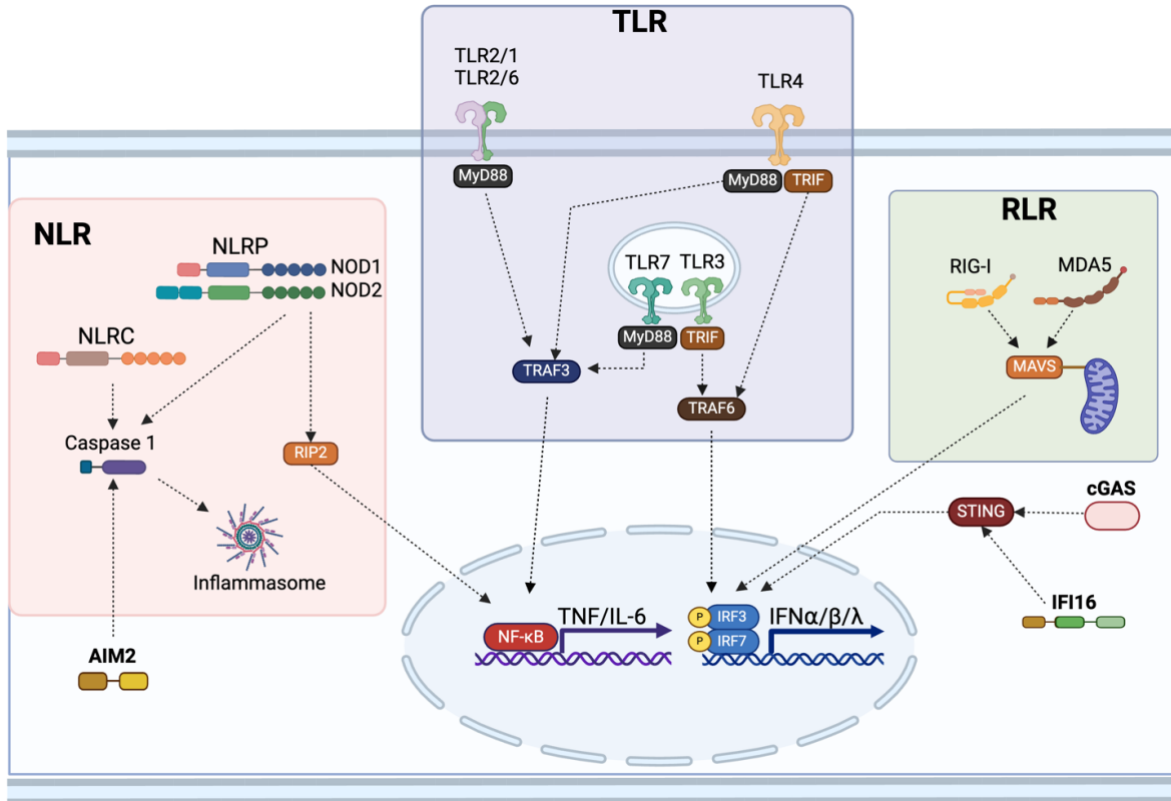 TLR
TLR2/1
TLR2/6
TLR4
MyD88
MyD88
TRIF
TLR7
TLR3
MyD88
TRIF
TRAF3
TRAF6
NLR
NLRP
NOD1
NOD2
NLRC
Caspase 1
RIP2
Inflammasome
AIM2
RLR
RIG-I
MDA5
MAVS
cGAS
STING
IFI16
NF-κB
TNF/IL-6
P
IRF3
P
IRF7
IFNα/β/λ